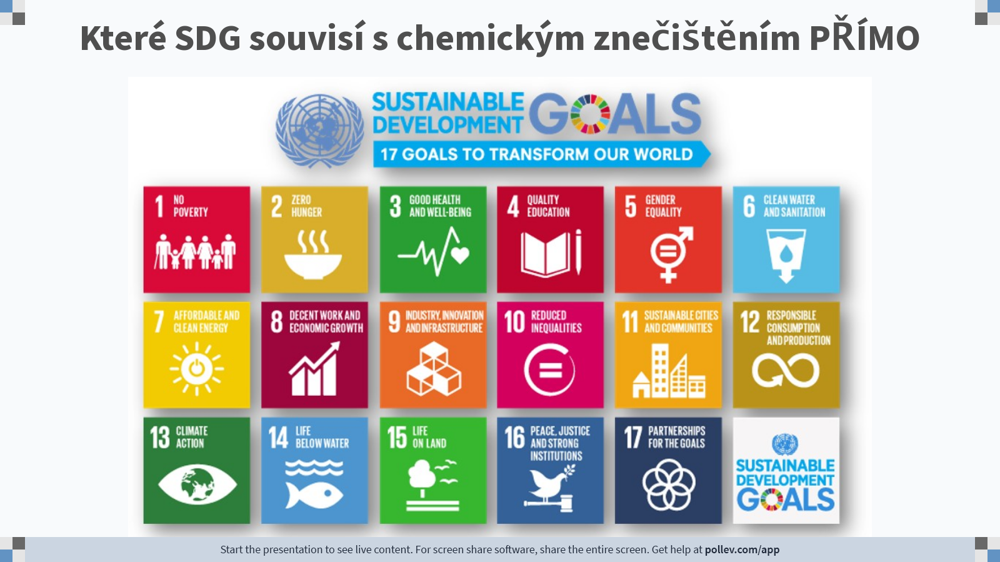 Které SDG souvisí s chemickým znečištěním PŘÍMO
SUSTAINABLE
DEVELOPMENT
GOALS
17 GOALS TO TRANSFORM OUR WORLD
1 NO
POVERTY
2 ZERO
HUNGER
3 GOOD HEALTH
AND WELL-BEING
4 QUALITY
EDUCATION
5 GENDER
EQUALITY
6 CLEAN WATER
AND SANITATION
7 AFFORDABLE AND
CLEAN ENERGY
8 DECENT WORK AND
ECONOMIC GROWTH
9 INDUSTRY, INNOVATION
AND INFRASTRUCTURE
10 REDUCED
INEQUALITIES
11 SUSTAINABLE CITIES
AND COMMUNITIES
12 RESPONSIBLE
CONSUMPTION
AND PRODUCTION
13 CLIMATE
ACTION
14 LIFE
BELOW WATER
15 LIFE
ON LAND
16 PEACE, JUSTICE
AND STRONG
INSTITUTIONS
17 PARTNERSHIPS
FOR THE GOALS
SUSTAINABLE
DEVELOPMENT
GOALS
Start the presentation to see live content. For screen share software, share the entire screen. Get help at pollev.com/app